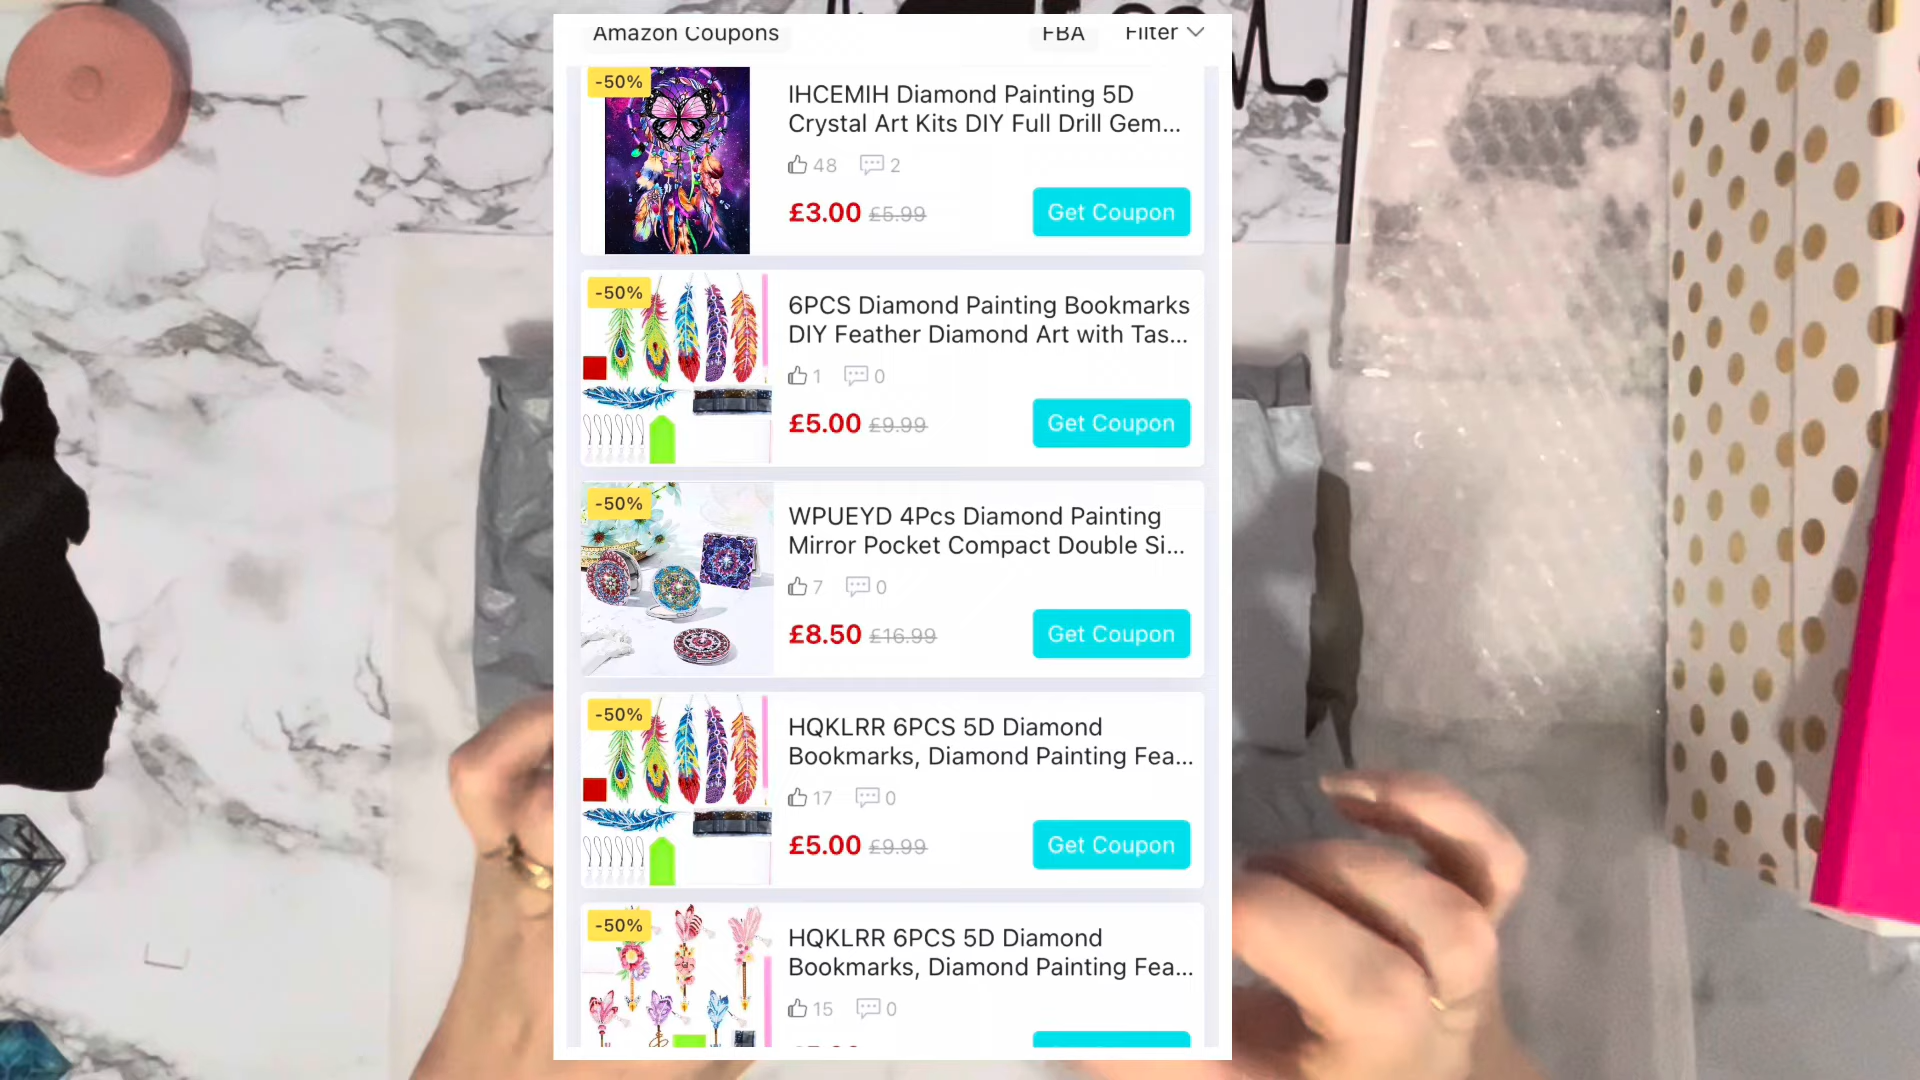 Amazon Coupons
FBA
Filter
-50%
IHCEMIH Diamond Painting 5D
Crystal Art Kits DIY Full Drill Gem...
48 2
£3.00 £5.99
Get Coupon
-50%
6PCS Diamond Painting Bookmarks
DIY Feather Diamond Art with Tas...
1 0
£5.00 £9.99
Get Coupon
-50%
WPUEYD 4Pcs Diamond Painting
Mirror Pocket Compact Double Si...
7 0
£8.50 £16.99
Get Coupon
-50%
HQKLRR 6PCS 5D Diamond
Bookmarks, Diamond Painting Fea...
17 0
£5.00 £9.99
Get Coupon
-50%
HQKLRR 6PCS 5D Diamond
Bookmarks, Diamond Painting Fea...
15 0